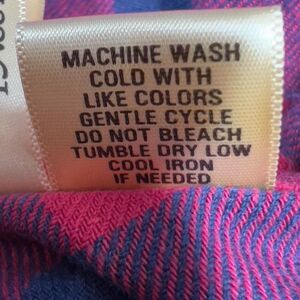 MACHINE WASH
COLD WITH
LIKE COLORS
GENTLE CYCLE
DO NOT BLEACH
TUMBLE DRY LOW
COOL IRON
IF NEEDED